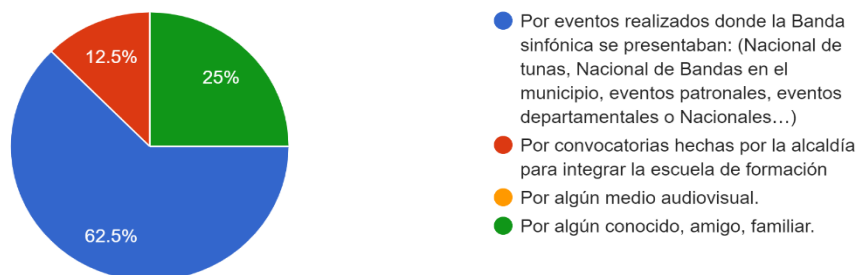 12.5%
25%
62.5%
Por eventos realizados donde la Banda
sinfónica se presentaban: (Nacional de
tunas, Nacional de Bandas en el
municipio, eventos patronales, eventos
departamentales o Nacionales…)
Por convocatorias hechas por la alcaldía
para integrar la escuela de formación
Por algún medio audiovisual.
Por algún conocido, amigo, familiar.